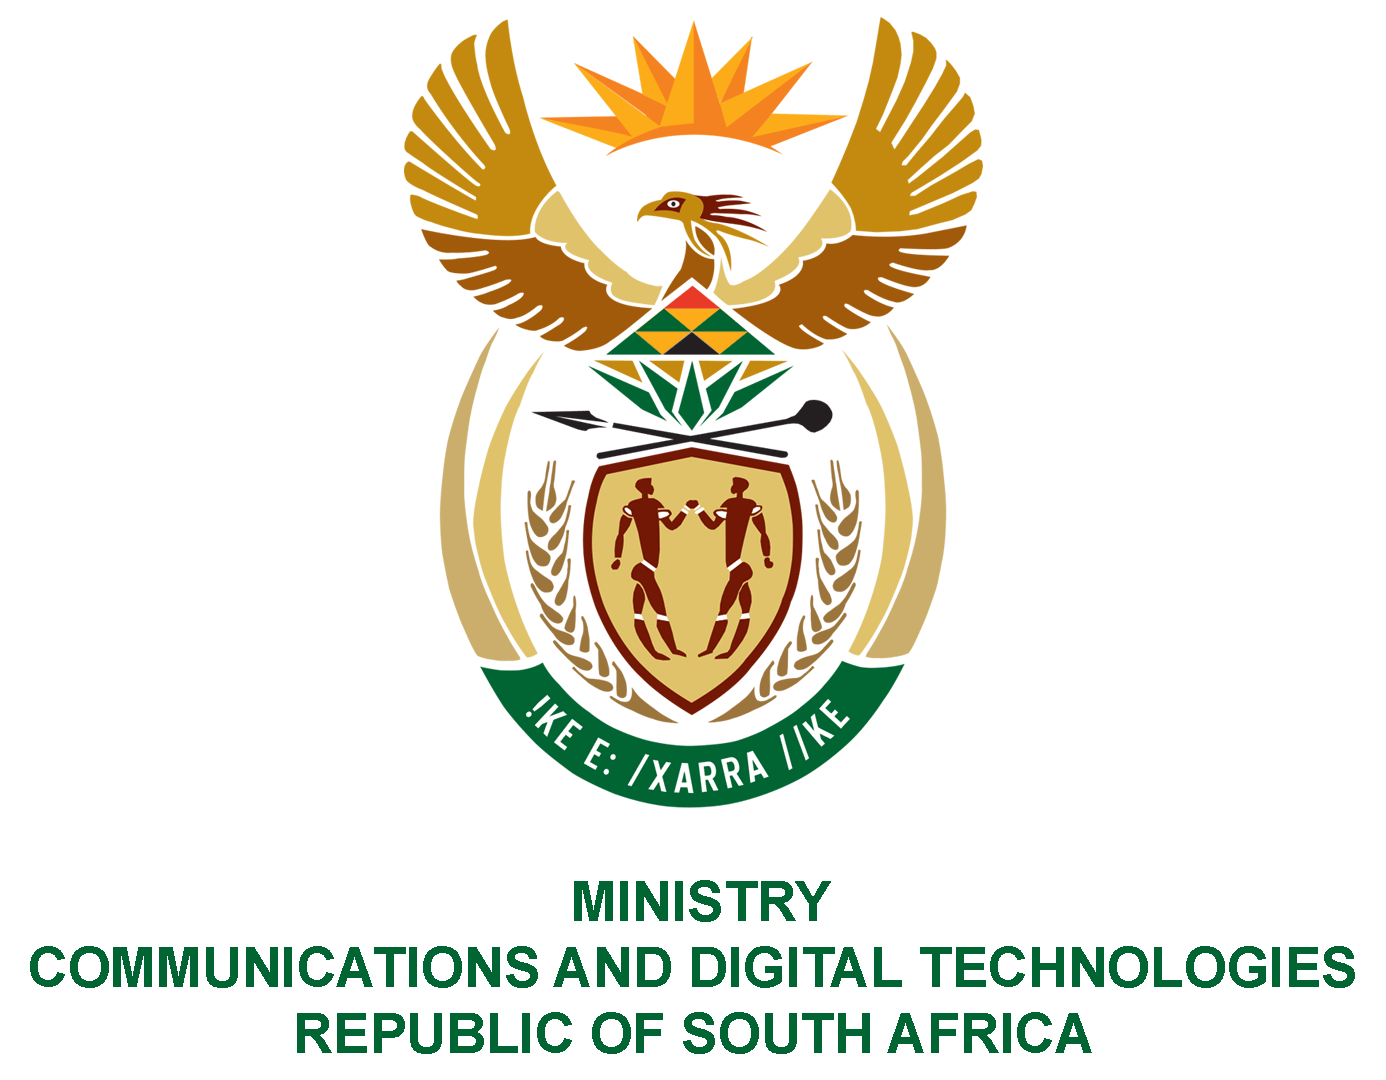 !KE E: /XARRA //KE
MINISTRY
COMMUNICATIONS AND DIGITAL TECHNOLOGIES
REPUBLIC OF SOUTH AFRICA